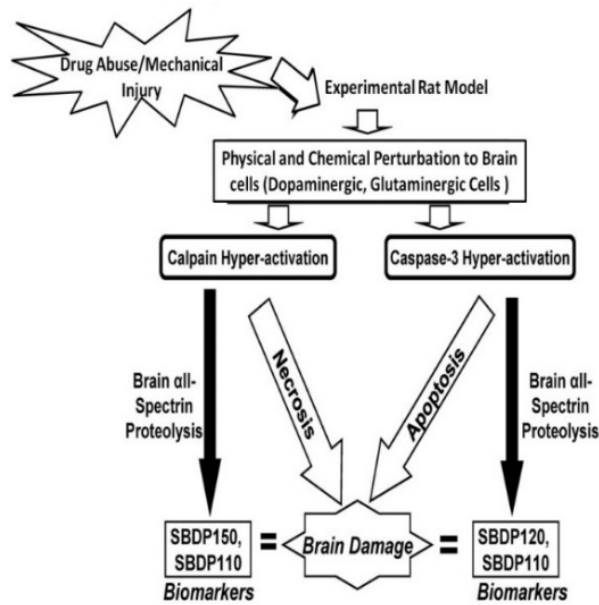 Drug Abuse/Mechanical
Injury
Experimental Rat Model
Physical and Chemical Perturbation to Brain
cells (Dopaminergic, Glutaminergic Cells )
Calpain Hyper-activation
Caspase-3 Hyper-activation
Necrosis
Apoptosis
Brain αII-
Spectrin
Proteolysis
Brain αII-
Spectrin
Proteolysis
SBDP150,
SBDP110
=
Brain Damage
=
SBDP120,
SBDP110
Biomarkers
Biomarkers